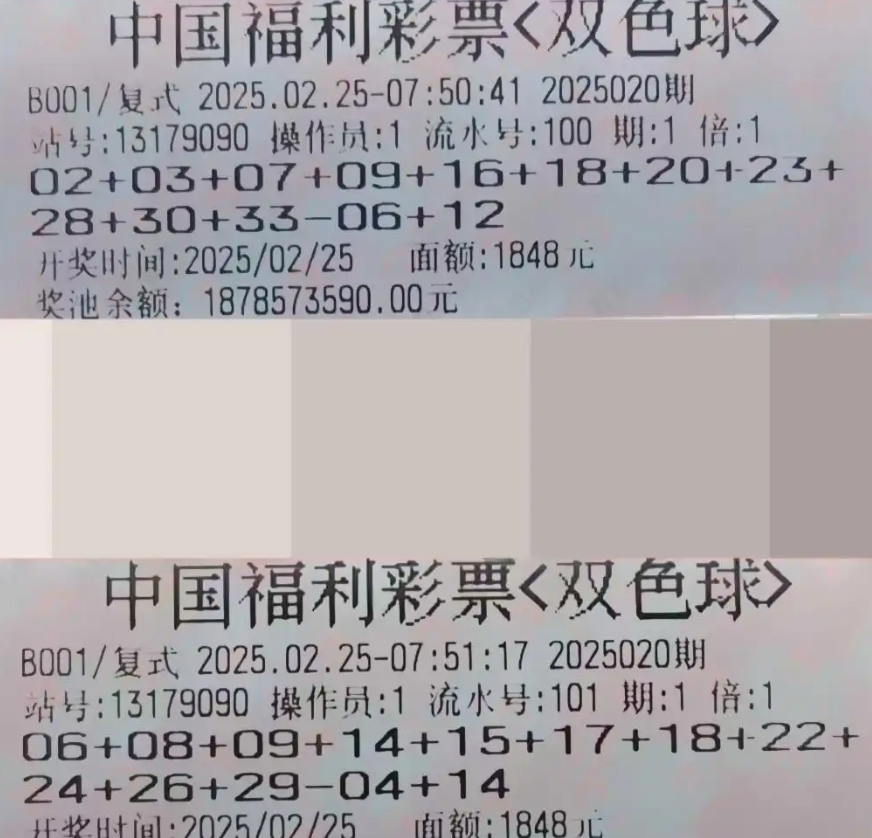 中国福利彩票<双色球>
B001/复式 2025.02.25-07:50:41 2025020期
站号:13179090 操作员:1 流水号:100 期:1 倍:1
02+03+07+09+16+18+20+23+
28+30+33-06+12
开奖时间:2025/02/25 面额:1848元
奖池余额: 1878573590.00元
中国福利彩票<双色球>
B001/复式 2025.02.25-07:51:17 2025020期
站号:13179090 操作员:1 流水号:101 期:1 倍:1
06+08+09+14+15+17+18+22+
24+26+29-04+14
开奖时间:2025/02/25 面额:1848元